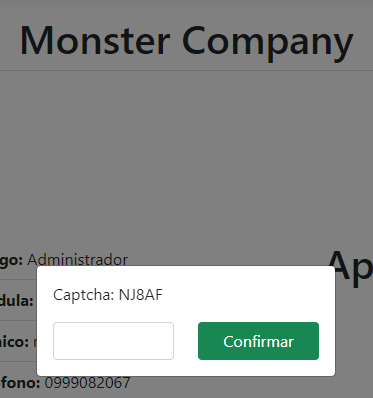 Monster Company
go: Administrador
Ap
Captcha: NJ8AF
dula:
Confirmar
nico:
fono: 0999082067